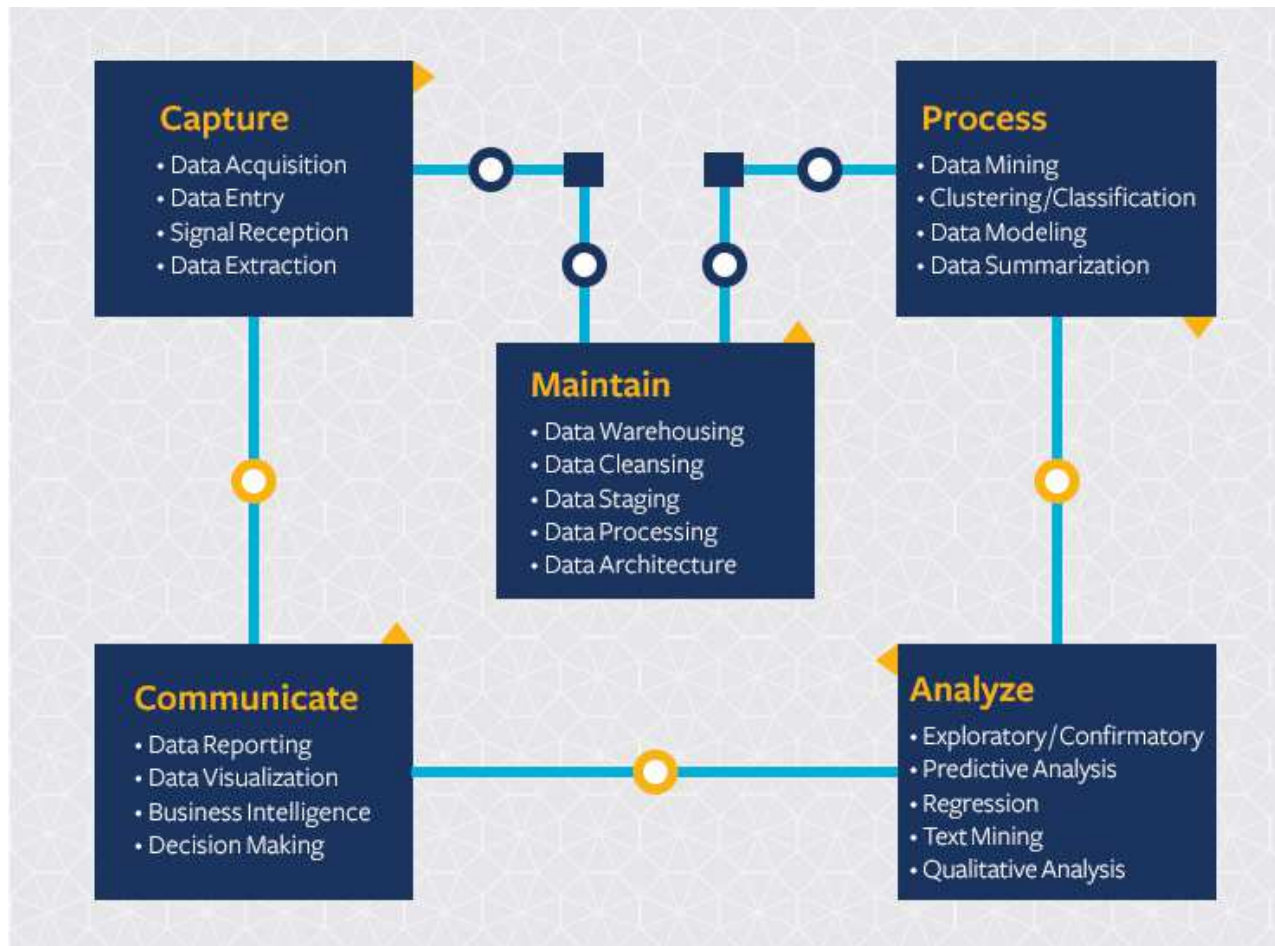 Capture
• Data Acquisition
• Data Entry
• Signal Reception
• Data Extraction
Process
• Data Mining
• Clustering/Classification
• Data Modeling
• Data Summarization
Maintain
• Data Warehousing
• Data Cleansing
• Data Staging
• Data Processing
• Data Architecture
Communicate
• Data Reporting
• Data Visualization
• Business Intelligence
• Decision Making
Analyze
• Exploratory/Confirmatory
• Predictive Analysis
• Regression
• Text Mining
• Qualitative Analysis